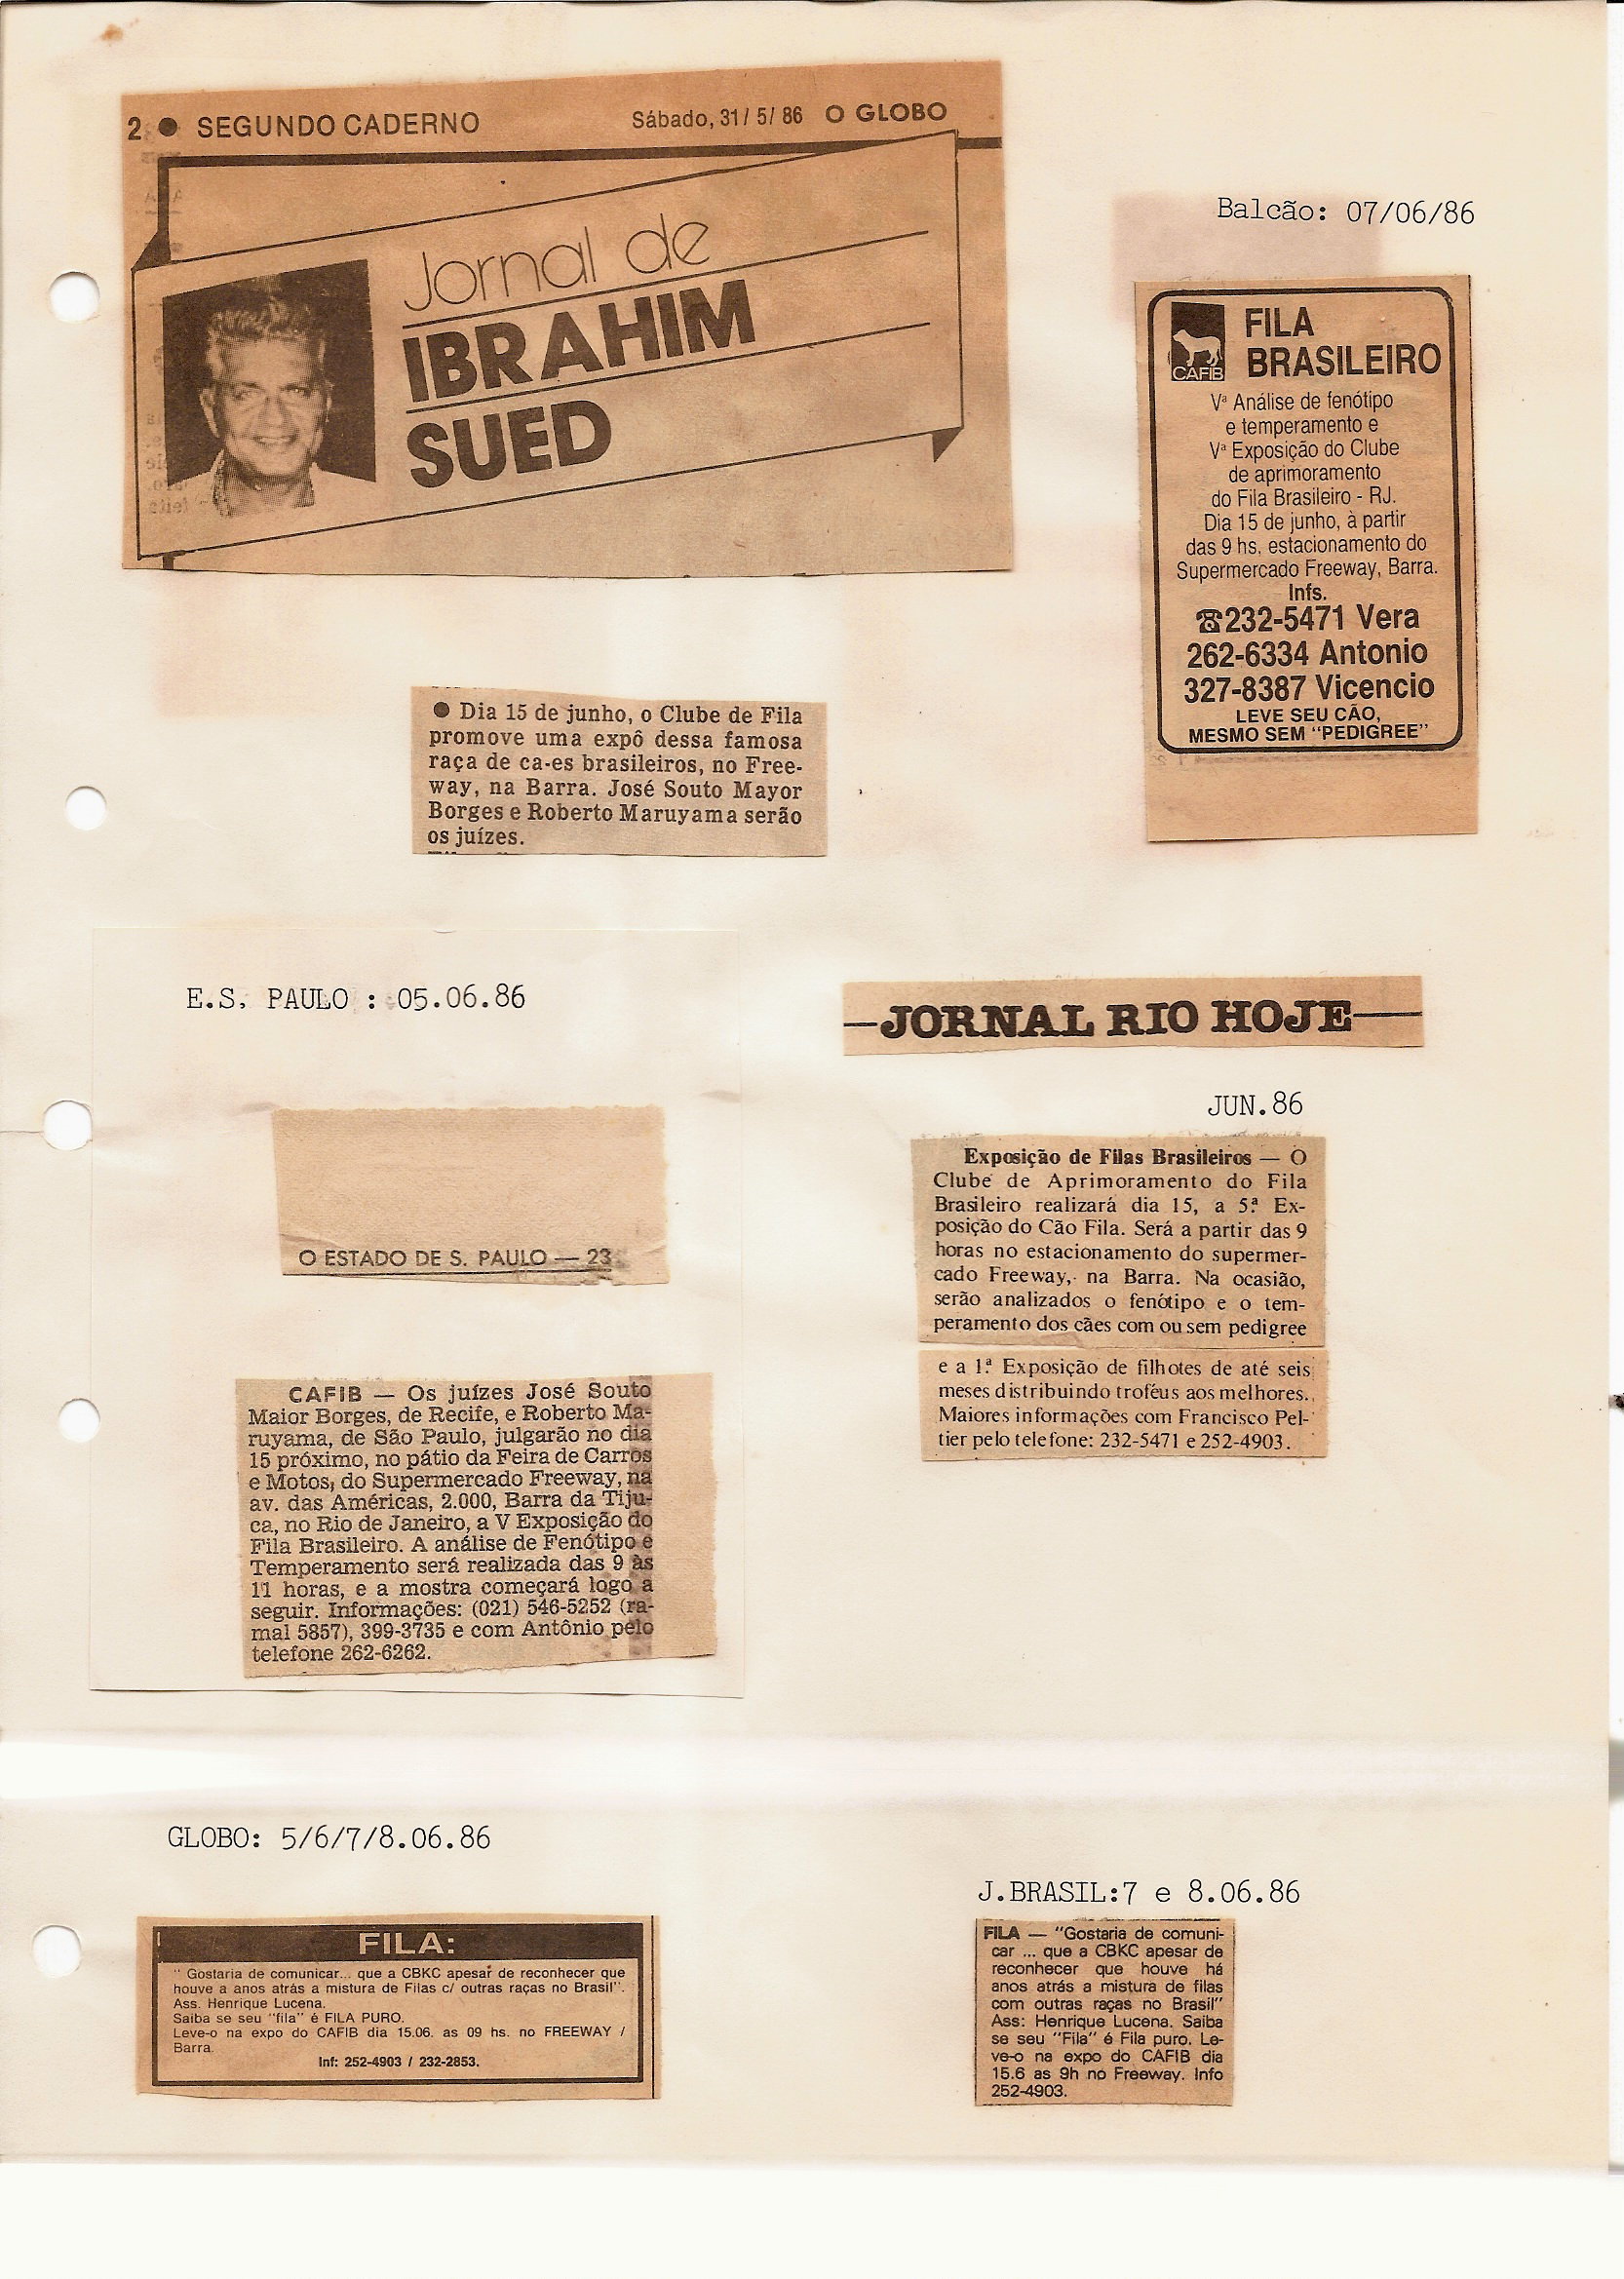 2 ● SEGUNDO CADERNO Sábado, 31/5/86 O GLOBO
Jornal de
IBRAHIM
SUED
● Dia 15 de junho, o Clube de Fila
promove uma expô dessa famosa
raça de ca-es brasileiros, no Free-
way, na Barra. José Souto Mayor
Borges e Roberto Maruyama serão
os juízes.
Balcão: 07/06/86
CAFIB
FILA
BRASILEIRO
Vª Análise de fenótipo
e temperamento e
Vª Exposição do Clube
de aprimoramento
do Fila Brasileiro - RJ.
Dia 15 de junho, à partir
das 9 hs, estacionamento do
Supermercado Freeway, Barra.
Infs.
☎232-5471 Vera
262-6334 Antonio
327-8387 Vicencio
LEVE SEU CÃO,
MESMO SEM "PEDIGREE"
E.S. PAULO : 05.06.86
O ESTADO DE S. PAULO — 23
CAFIB — Os juízes José Souto
Maior Borges, de Recife, e Roberto Ma-
ruyama, de São Paulo, julgarão no dia
15 próximo, no pátio da Feira de Carros
e Motos, do Supermercado Freeway, na
av. das Américas, 2.000, Barra da Tiju-
ca, no Rio de Janeiro, a V Exposição do
Fila Brasileiro. A análise de Fenótipo e
Temperamento será realizada das 9 às
11 horas, e a mostra começará logo a
seguir. Informações: (021) 546-5252 (ra-
mal 5857), 399-3735 e com Antônio pelo
telefone 262-6262.
—JORNAL RIO HOJE—
JUN.86
Exposição de Filas Brasileiros — O
Clube de Aprimoramento do Fila
Brasileiro realizará dia 15, a 5ª Ex-
posição do Cão Fila. Será a partir das 9
horas no estacionamento do supermer-
cado Freeway, na Barra. Na ocasião,
serão analizados o fenótipo e o tem-
peramento dos cães com ou sem pedigree
e a 1ª Exposição de filhotes de até seis
meses distribuindo troféus aos melhores.
Maiores informações com Francisco Pel-
tier pelo telefone: 232-5471 e 252-4903.
GLOBO: 5/6/7/8.06.86
FILA:
" Gostaria de comunicar... que a CBKC apesar de reconhecer que
houve a anos atrás a mistura de Filas c/ outras raças no Brasil".
Ass. Henrique Lucena.
Saiba se seu "fila" é FILA PURO.
Leve-o na expo do CAFIB dia 15.06. as 09 hs. no FREEWAY /
Barra.
Inf: 252-4903 / 232-2853.
J.BRASIL:7 e 8.06.86
FILA — "Gostaria de comuni-
car ... que a CBKC apesar de
reconhecer que houve há
anos atrás a mistura de filas
com outras raças no Brasil"
Ass: Henrique Lucena. Saiba
se seu "Fila" é Fila puro. Le-
ve-o na expo do CAFIB dia
15.6 as 9h no Freeway. Info
252-4903.